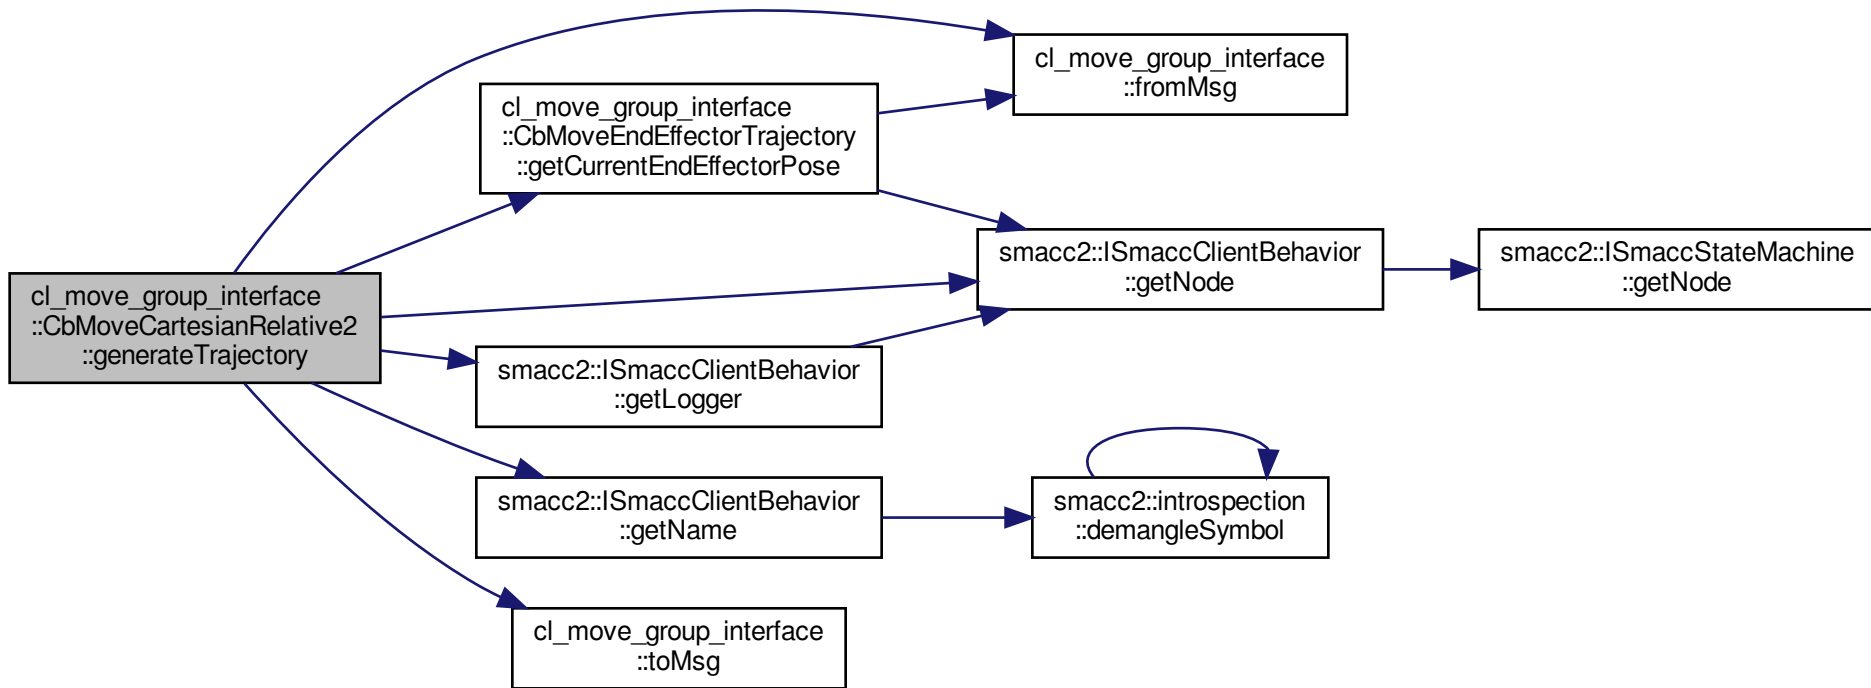 cl_move_group_interface
::fromMsg
cl_move_group_interface
::CbMoveEndEffectorTrajectory
::getCurrentEndEffectorPose
smacc2::ISmaccClientBehavior
::getNode
smacc2::ISmaccStateMachine
::getNode
cl_move_group_interface
::CbMoveCartesianRelative2
::generateTrajectory
smacc2::ISmaccClientBehavior
::getLogger
smacc2::ISmaccClientBehavior
::getName
smacc2::introspection
::demangleSymbol
cl_move_group_interface
::toMsg